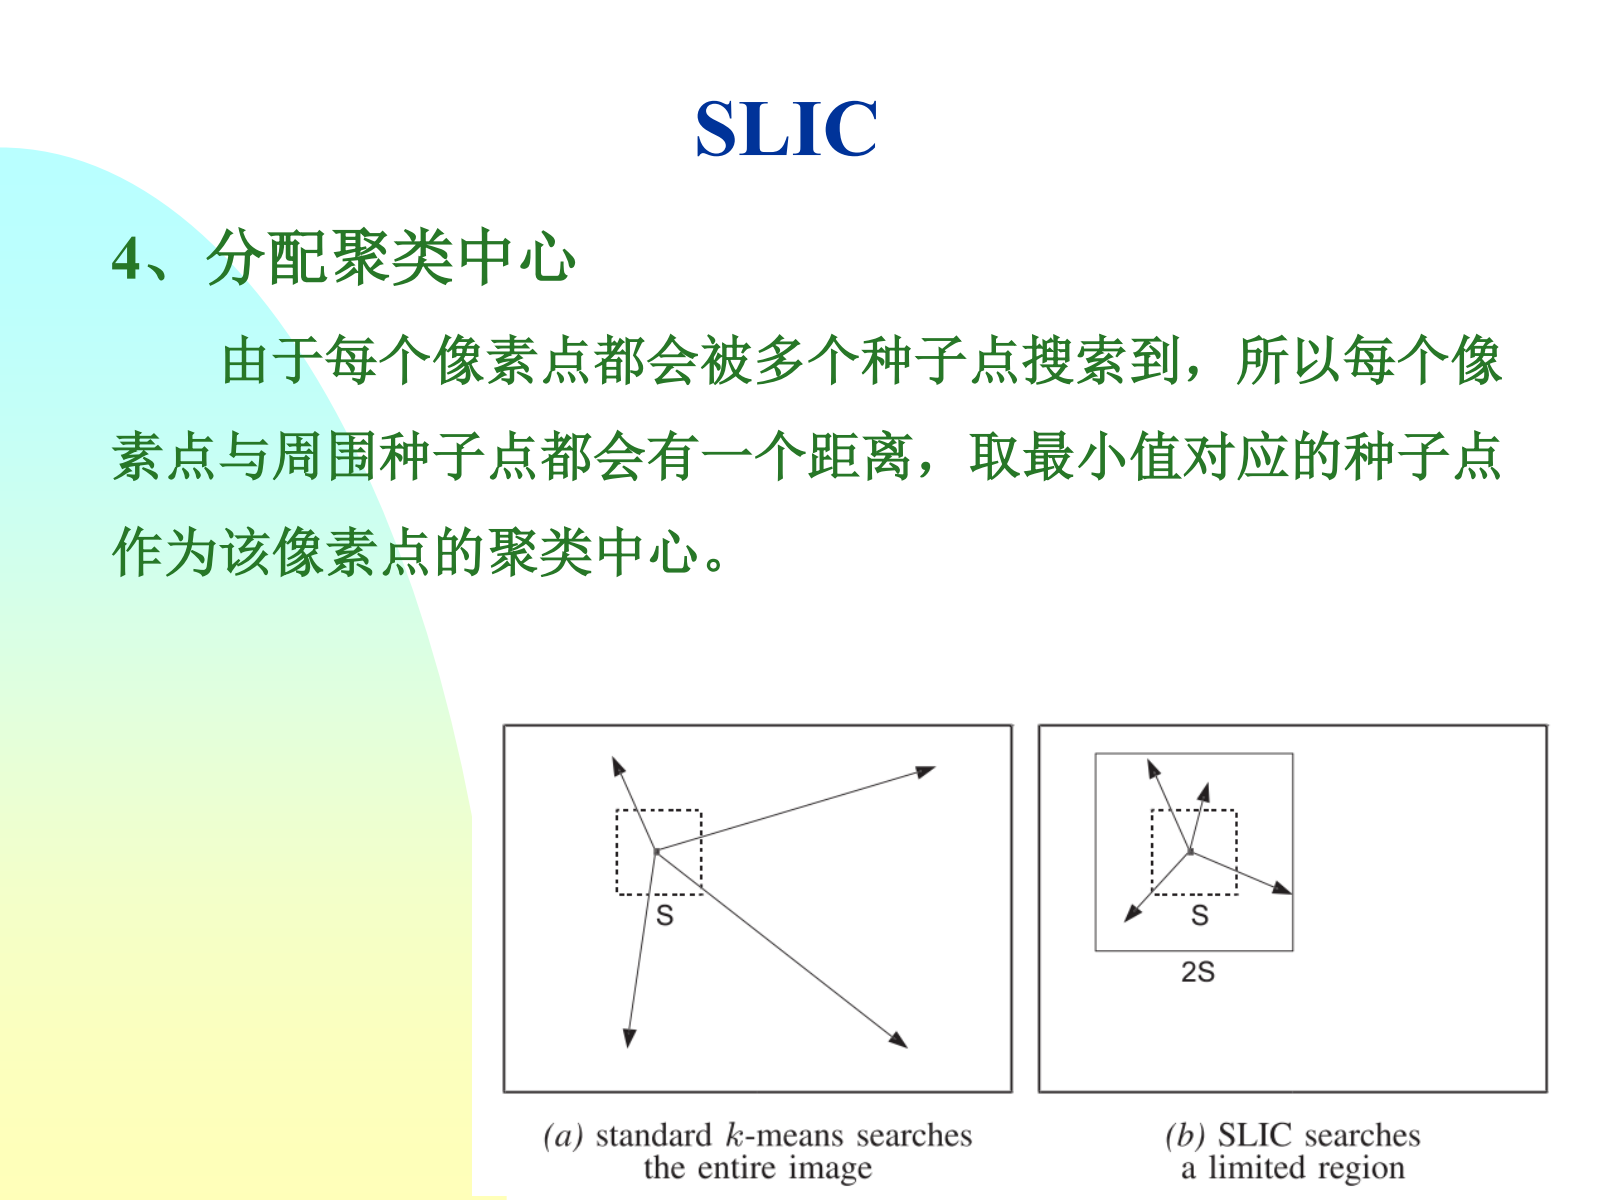 SLIC
4、分配聚类中心
由于每个像素点都会被多个种子点搜索到，所以每个像
素点与周围种子点都会有一个距离，取最小值对应的种子点
作为该像素点的聚类中心。
S
S
2S
(a) standard k-means searches
the entire image
(b) SLIC searches
a limited region